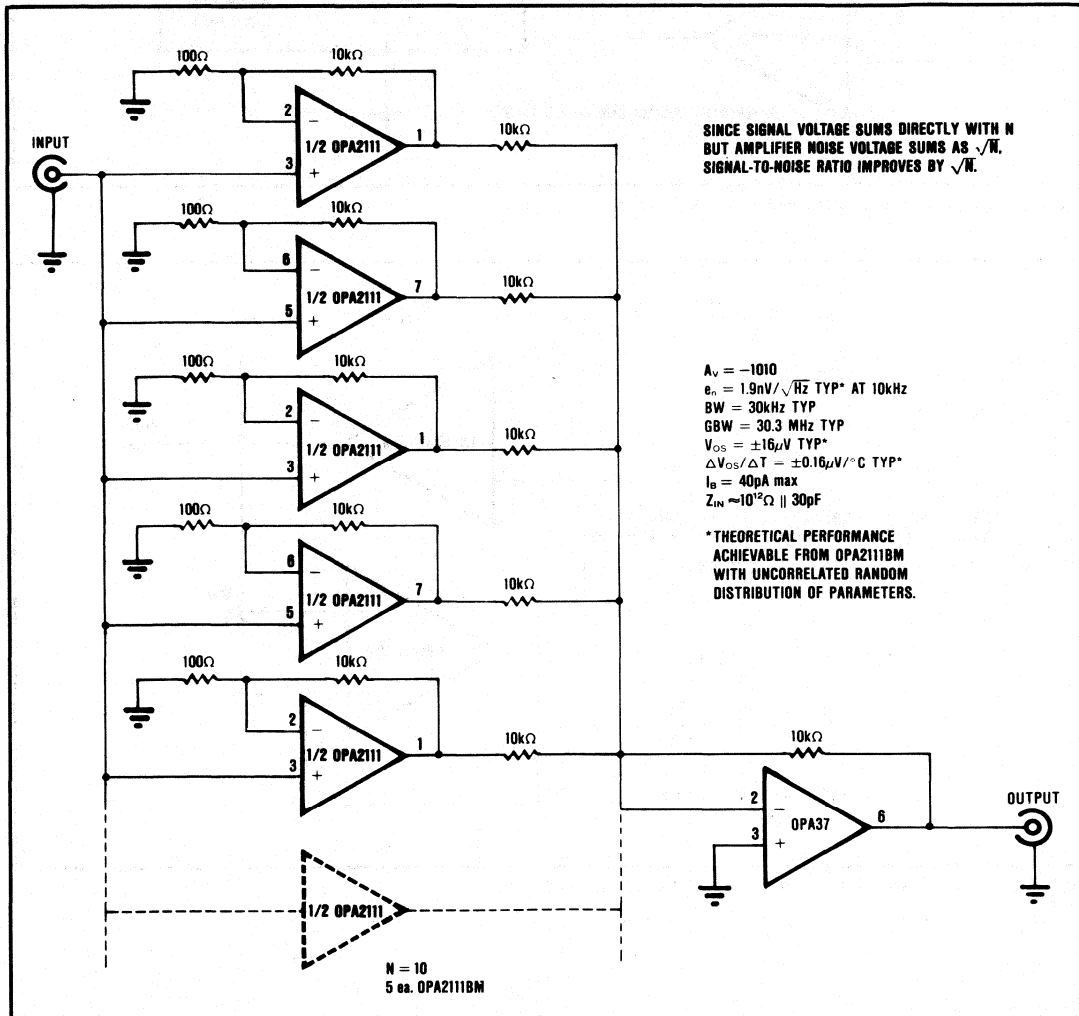 100Ω
10kΩ
2
−
1/2 OPA2111
1
3
+
10kΩ
INPUT
SINCE SIGNAL VOLTAGE SUMS DIRECTLY WITH N
BUT AMPLIFIER NOISE VOLTAGE SUMS AS √N,
SIGNAL-TO-NOISE RATIO IMPROVES BY √N.
100Ω
10kΩ
6
−
1/2 OPA2111
7
5
+
10kΩ
100Ω
10kΩ
2
−
1/2 OPA2111
1
3
+
10kΩ
A_V = −1010
e_n = 1.9nV/√Hz TYP* AT 10kHz
BW = 30kHz TYP
GBW = 30.3 MHz TYP
V_OS = ±16μV TYP*
△V_OS/△T = ±0.16μV/°C TYP*
I_B = 40pA max
Z_IN ≈10¹²Ω || 30pF
*THEORETICAL PERFORMANCE
ACHIEVABLE FROM OPA2111BM
WITH UNCORRELATED RANDOM
DISTRIBUTION OF PARAMETERS.
100Ω
10kΩ
6
−
1/2 OPA2111
7
5
+
10kΩ
100Ω
10kΩ
2
−
1/2 OPA2111
1
3
+
10kΩ
10kΩ
2
−
OPA37
6
3
+
OUTPUT
1/2 OPA2111
N = 10
5 ea. OPA2111BM